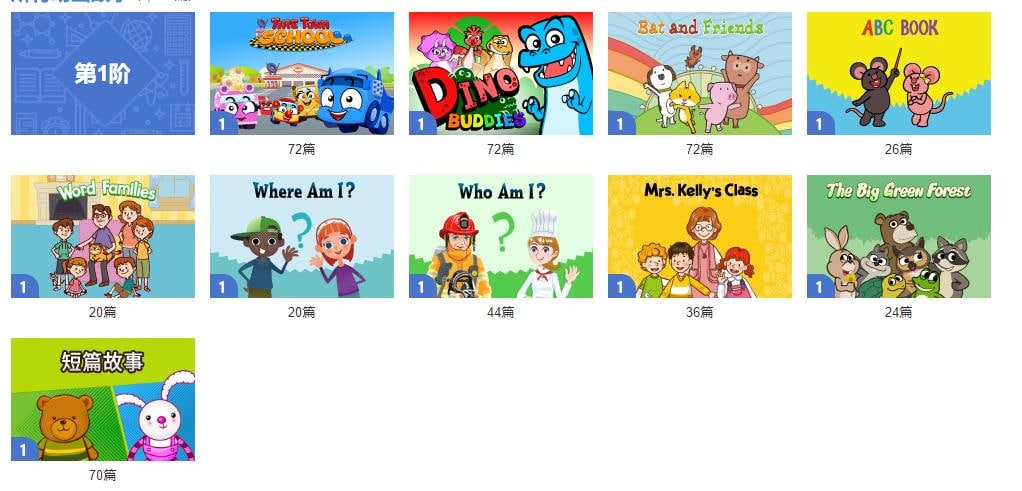 第1阶
TIRE TOWN
SCHOOL
1
72篇
DINO
BUDDIES
1
72篇
Bat and Friends
1
72篇
ABC BOOK
1
26篇
Word Families
1
20篇
Where Am I?
?
1
20篇
Who Am I?
?
1
44篇
Mrs. Kelly's Class
1
36篇
The Big Green Forest
1
24篇
短篇故事
1
70篇